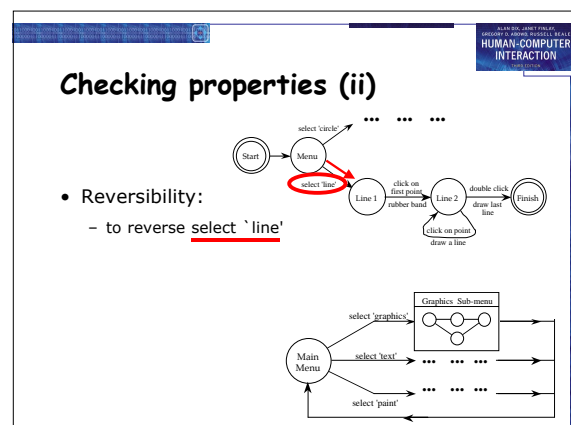 ALAN DIX, JANET FINLAY,
GREGORY D. ABOWD, RUSSELL BEALE
HUMAN-COMPUTER
INTERACTION
THIRD EDITION
Checking properties (ii)
select 'circle'
••• ••• •••
Start
Menu
select 'line'
Line 1
click on
first point
rubber band
Line 2
double click
draw last
line
Finish
click on point
draw a line
• Reversibility:
– to reverse select `line'
Graphics Sub-menu
select 'graphics'
Main
Menu
select 'text'
••• ••• •••
select 'paint'
••• ••• •••